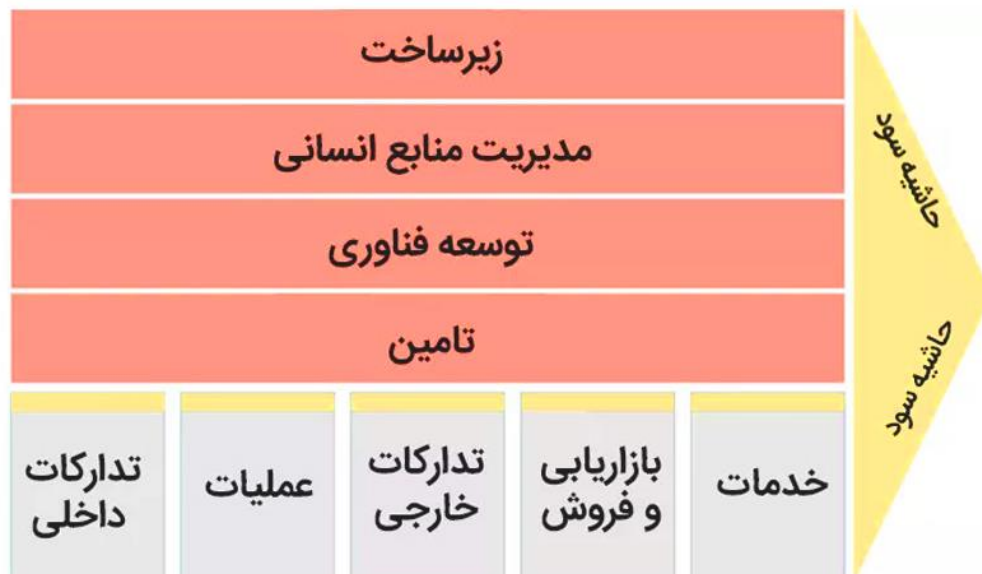 زیرساخت
مدیریت منابع انسانی
توسعه فناوری
تامین
حاشیه سود
حاشیه سود
خدمات
بازاریابی
و فروش
تدارکات
خارجی
عملیات
تدارکات
داخلی